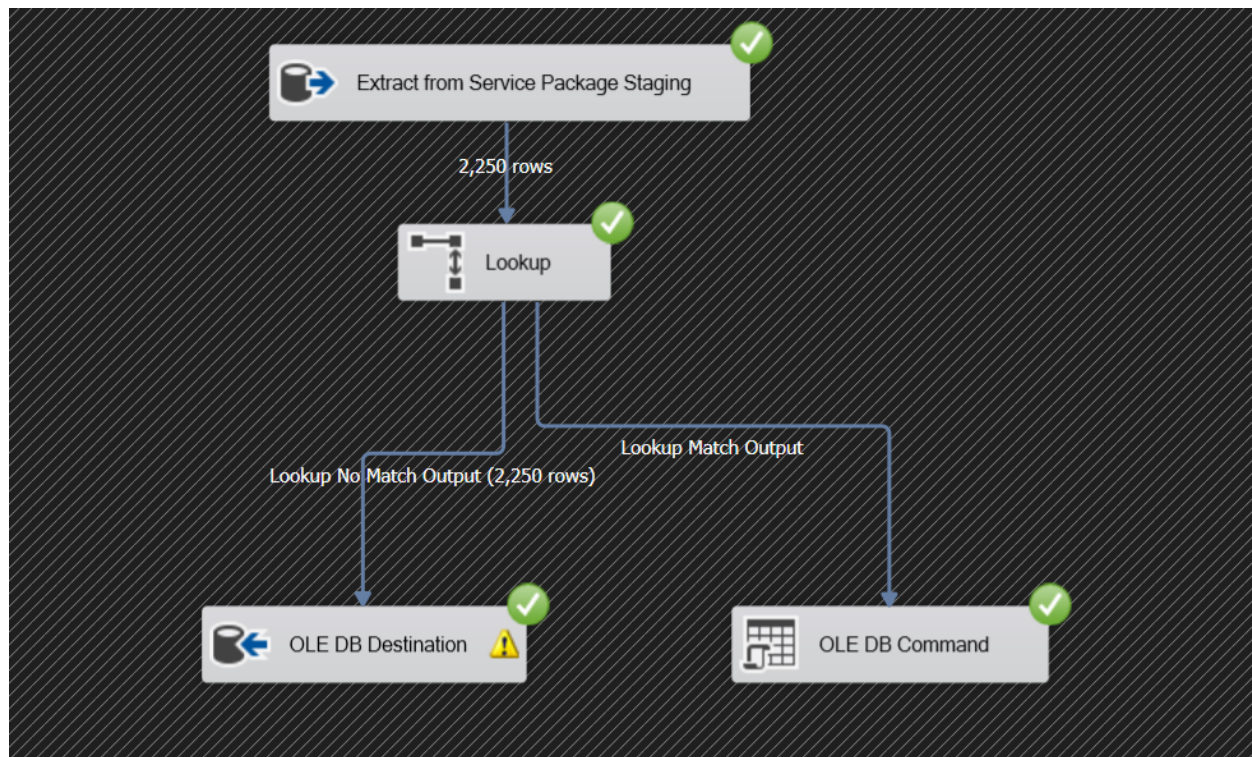 Extract from Service Package Staging
2,250 rows
Lookup
Lookup Match Output
Lookup No Match Output (2,250 rows)
OLE DB Destination
OLE DB Command